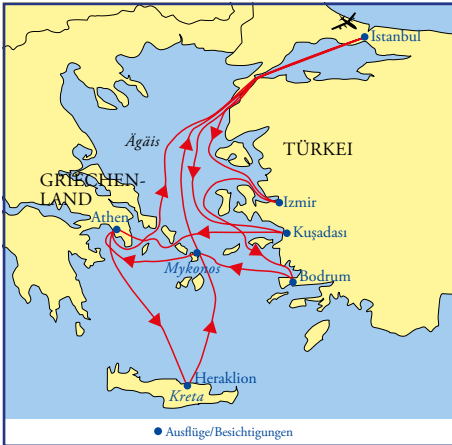 Istanbul
Ägäis
TÜRKEI
GRIECHEN-
LAND
Athen
Izmir
Kuşadası
Mykonos
Bodrum
Heraklion
Kreta
Ausflüge/Besichtigungen